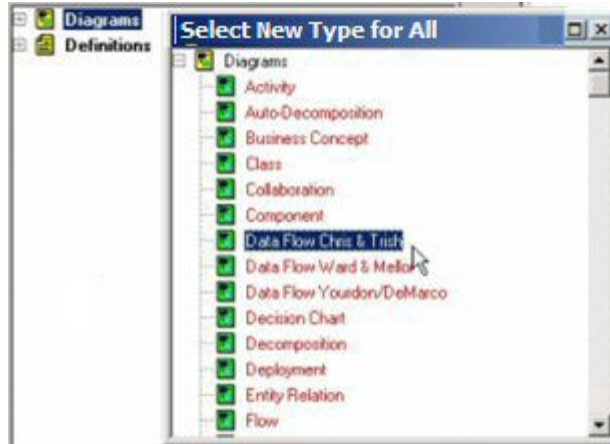 Diagrams
Definitions
Select New Type for All
Diagrams
Activity
Auto-Decomposition
Business Concept
Class
Collaboration
Component
Data Flow Chris & Trish
Data Flow Ward & Mellor
Data Flow Yourdon/DeMarco
Decision Chart
Decomposition
Deployment
Entity Relation
Flow